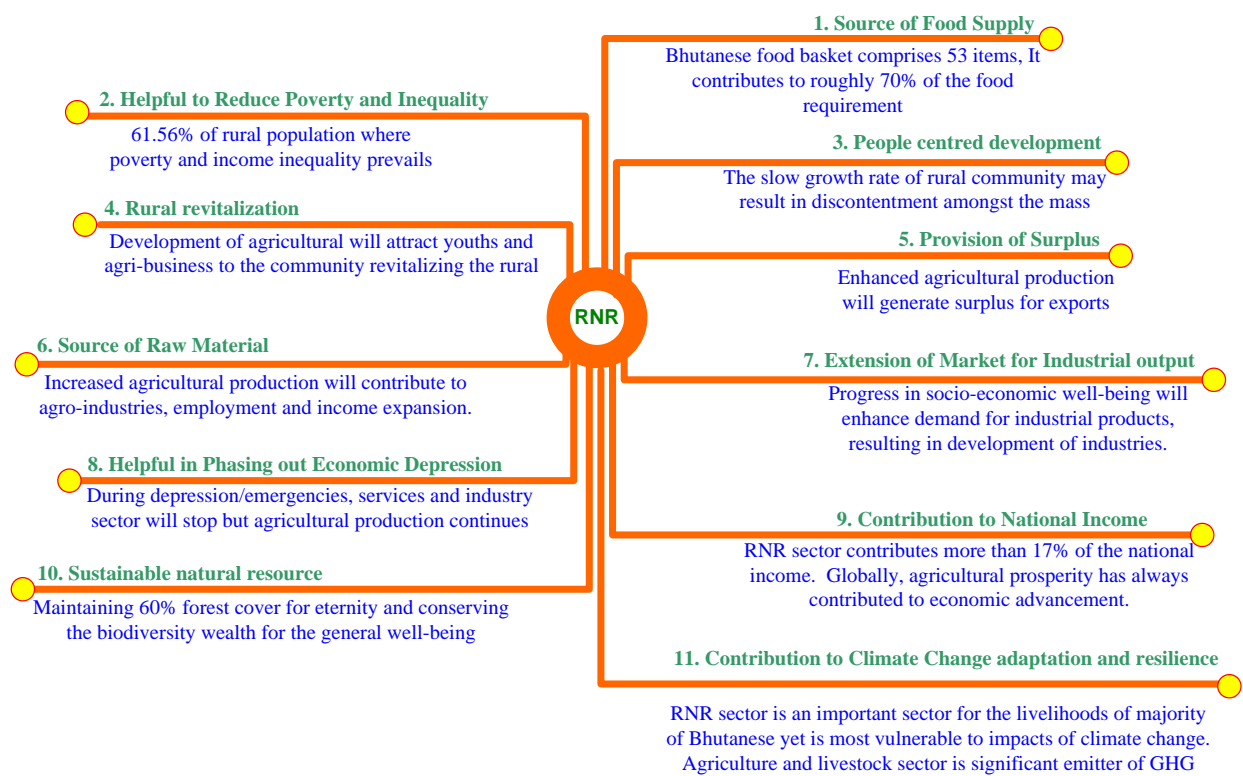 1. Source of Food Supply
Bhutanese food basket comprises 53 items, It
contributes to roughly 70% of the food
requirement
2. Helpful to Reduce Poverty and Inequality
61.56% of rural population where
poverty and income inequality prevails
3. People centred development
The slow growth rate of rural community may
result in discontentment amongst the mass
4. Rural revitalization
Development of agricultural will attract youths and
agri-business to the community revitalizing the rural
5. Provision of Surplus
Enhanced agricultural production
will generate surplus for exports
RNR
6. Source of Raw Material
Increased agricultural production will contribute to
agro-industries, employment and income expansion.
7. Extension of Market for Industrial output
Progress in socio-economic well-being will
enhance demand for industrial products,
resulting in development of industries.
8. Helpful in Phasing out Economic Depression
During depression/emergencies, services and industry
sector will stop but agricultural production continues
9. Contribution to National Income
RNR sector contributes more than 17% of the national
income.  Globally, agricultural prosperity has always
contributed to economic advancement.
10. Sustainable natural resource
Maintaining 60% forest cover for eternity and conserving
the biodiversity wealth for the general well-being
11. Contribution to Climate Change adaptation and resilience
RNR sector is an important sector for the livelihoods of majority
of Bhutanese yet is most vulnerable to impacts of climate change.
Agriculture and livestock sector is significant emitter of GHG